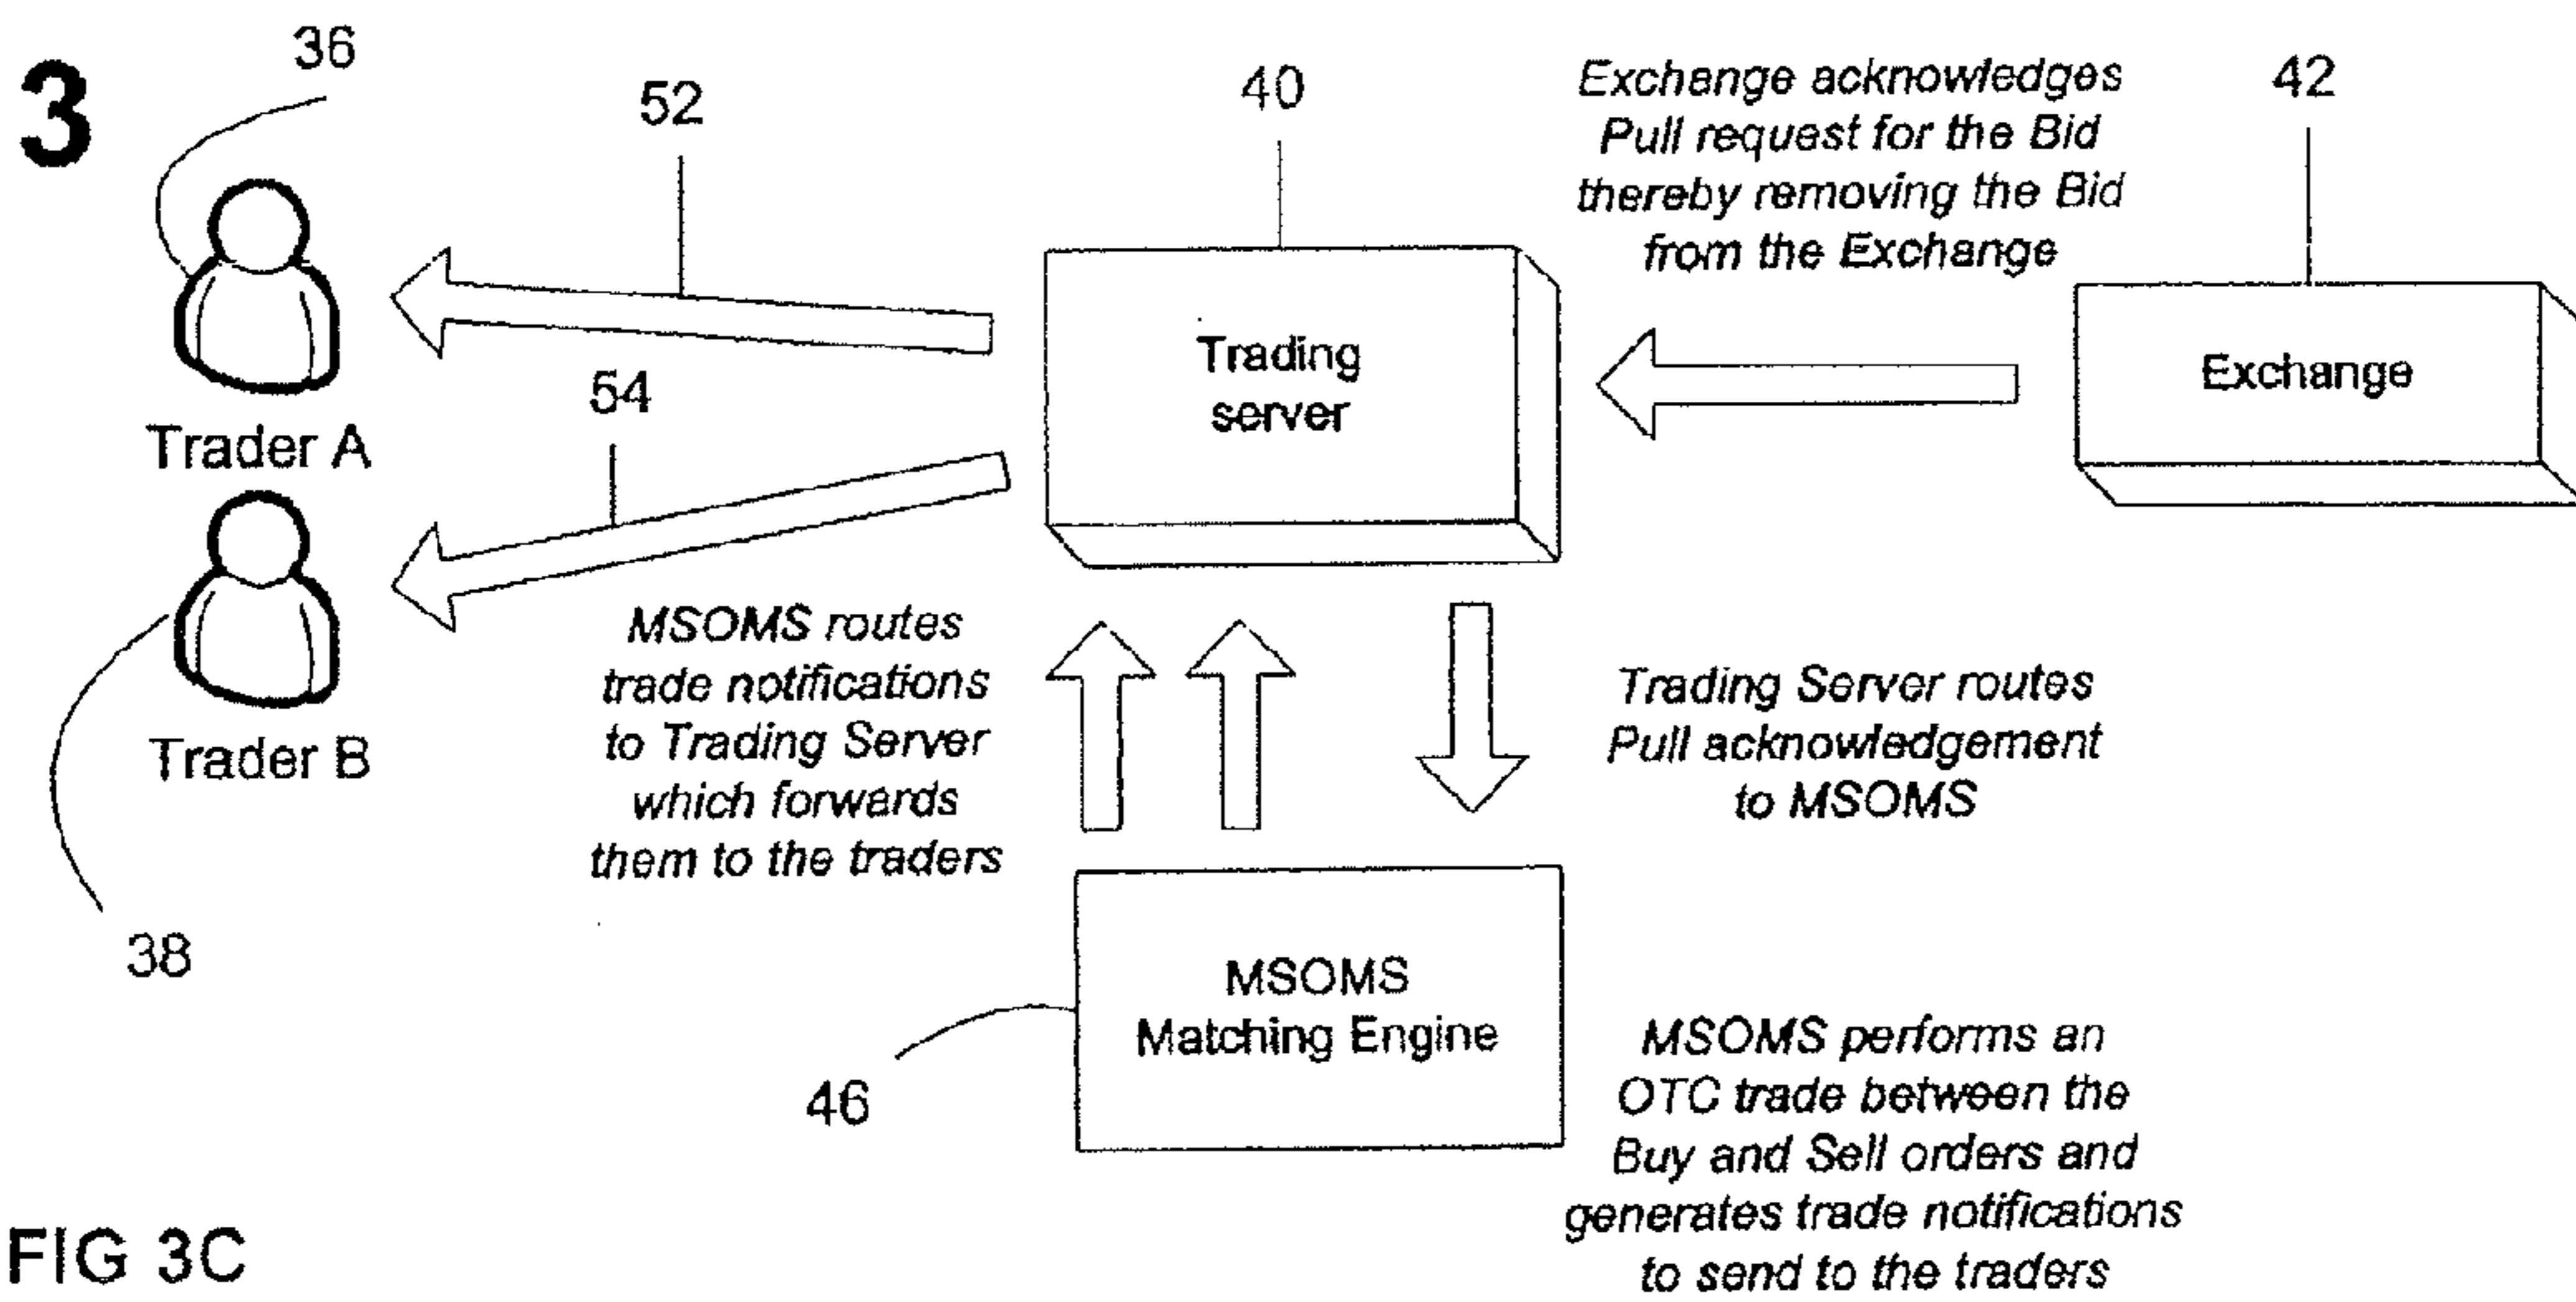 3
36
52
40
Exchange acknowledges
Pull request for the Bid
thereby removing the Bid
from the Exchange
42
Trading
server
Exchange
54
Trader A
Trader B
38
MSOMS routes
trade notifications
to Trading Server
which forwards
them to the traders
Trading Server routes
Pull acknowledgement
to MSOMS
MSOMS
Matching Engine
46
MSOMS performs an
OTC trade between the
Buy and Sell orders and
generates trade notifications
to send to the traders
FIG 3C